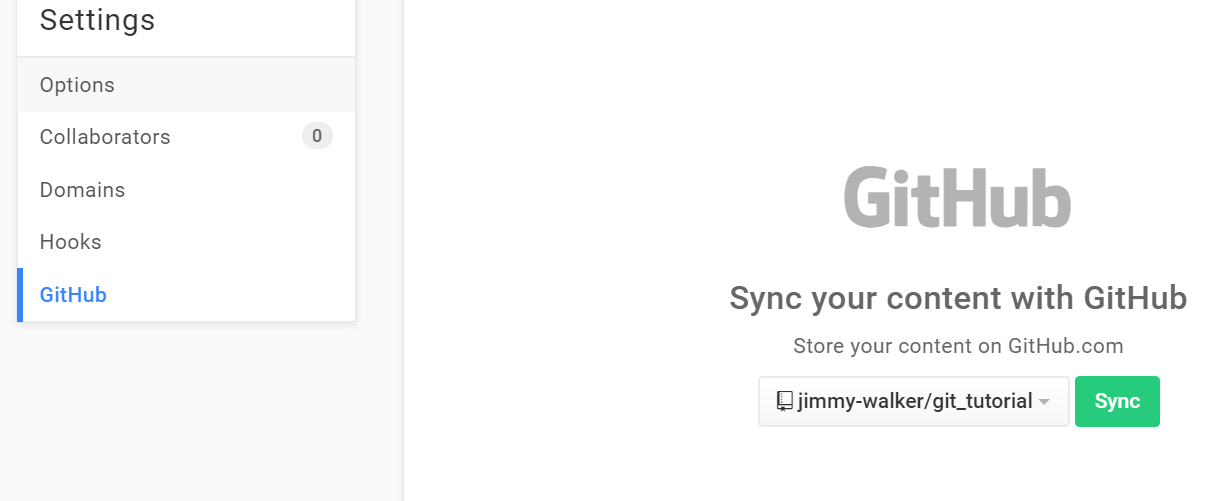 Settings
Options
Collaborators 0
Domains
Hooks
GitHub
GitHub
Sync your content with GitHub
Store your content on GitHub.com
jimmy-walker/git_tutorial Sync